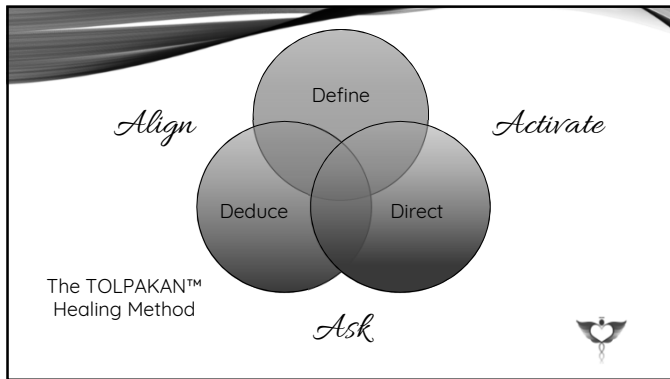 Define
Align
Activate
Deduce
Direct
The TOLPAKAN™
Healing Method
Ask